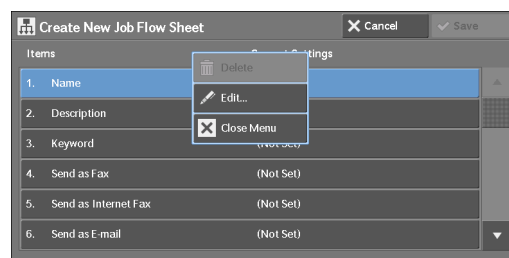 Create New Job Flow Sheet
Cancel
Save
Items
Settings
Delete
1. Name
Edit...
2. Description
Close Menu
3. Keyword
(Not Set)
4. Send as Fax (Not Set)
5. Send as Internet Fax (Not Set)
6. Send as E-mail (Not Set)